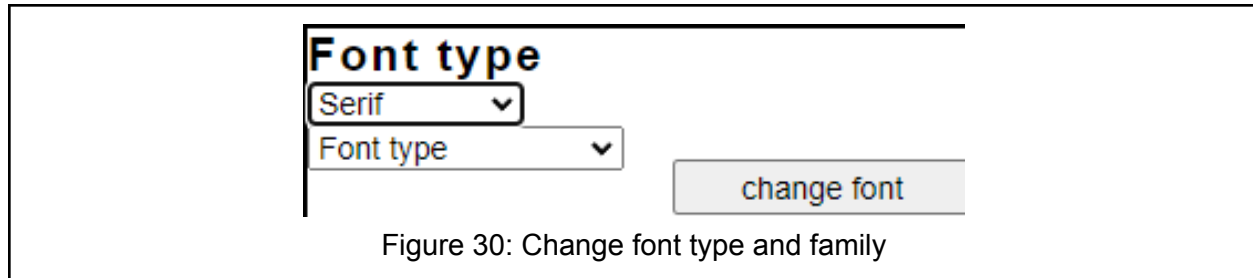 Font type
Serif
Font type
change font
Figure 30: Change font type and family